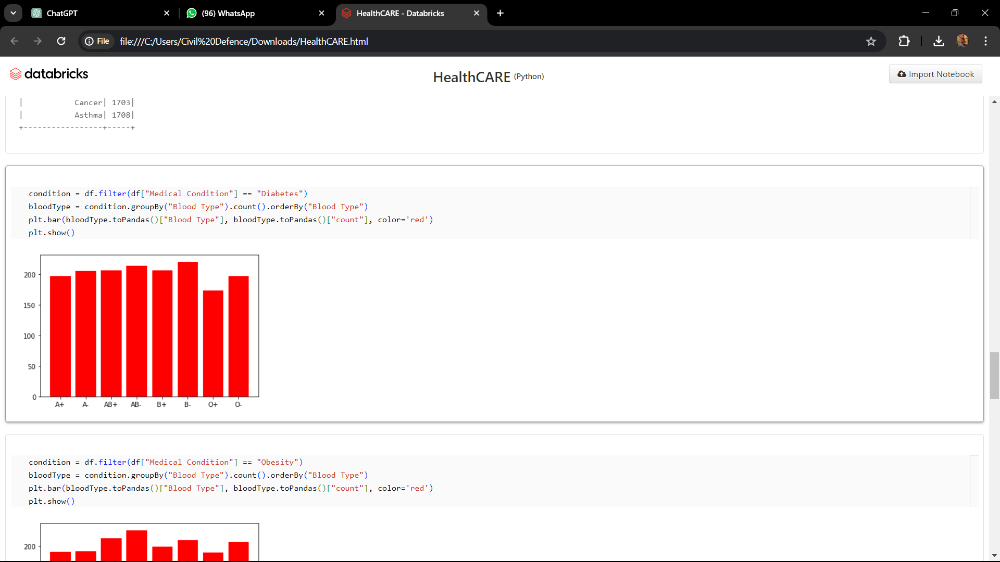 ChatGPT
(96) WhatsApp
HealthCARE - Databricks
File
file:///C:/Users/Civil%20Defence/Downloads/HealthCARE.html
databricks
HealthCARE (Python)
Import Notebook
|           Cancer| 1703|
|           Asthma| 1708|
+-----------------+-----+
condition = df.filter(df["Medical Condition"] == "Diabetes")
bloodType = condition.groupBy("Blood Type").count().orderBy("Blood Type")
plt.bar(bloodType.toPandas()["Blood Type"], bloodType.toPandas()["count"], color='red')
plt.show()
200
150
100
50
0
A+ A- AB+ AB- B+ B- O+ O-
condition = df.filter(df["Medical Condition"] == "Obesity")
bloodType = condition.groupBy("Blood Type").count().orderBy("Blood Type")
plt.bar(bloodType.toPandas()["Blood Type"], bloodType.toPandas()["count"], color='red')
plt.show()
200